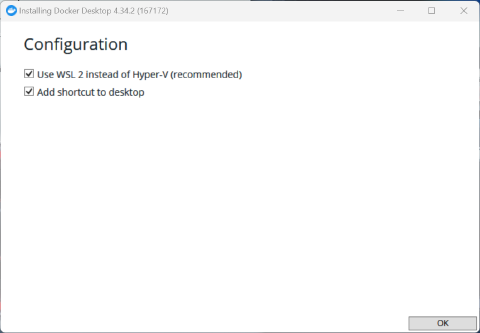 Installing Docker Desktop 4.34.2 (167172)
Configuration
Use WSL 2 instead of Hyper-V (recommended)
Add shortcut to desktop
OK